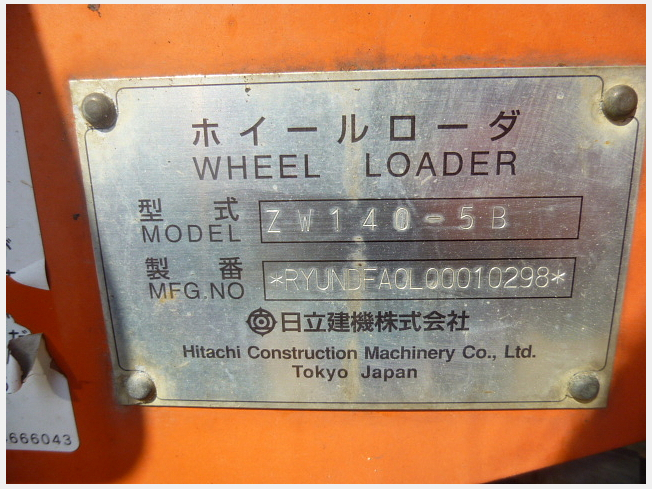 ホイールローダ
WHEEL LOADER
型式
MODEL
ZW140-5B
製番
MFG.NO
*RYUNDFA0L00010298*
日立建機株式会社
Hitachi Construction Machinery Co., Ltd.
Tokyo Japan
666043